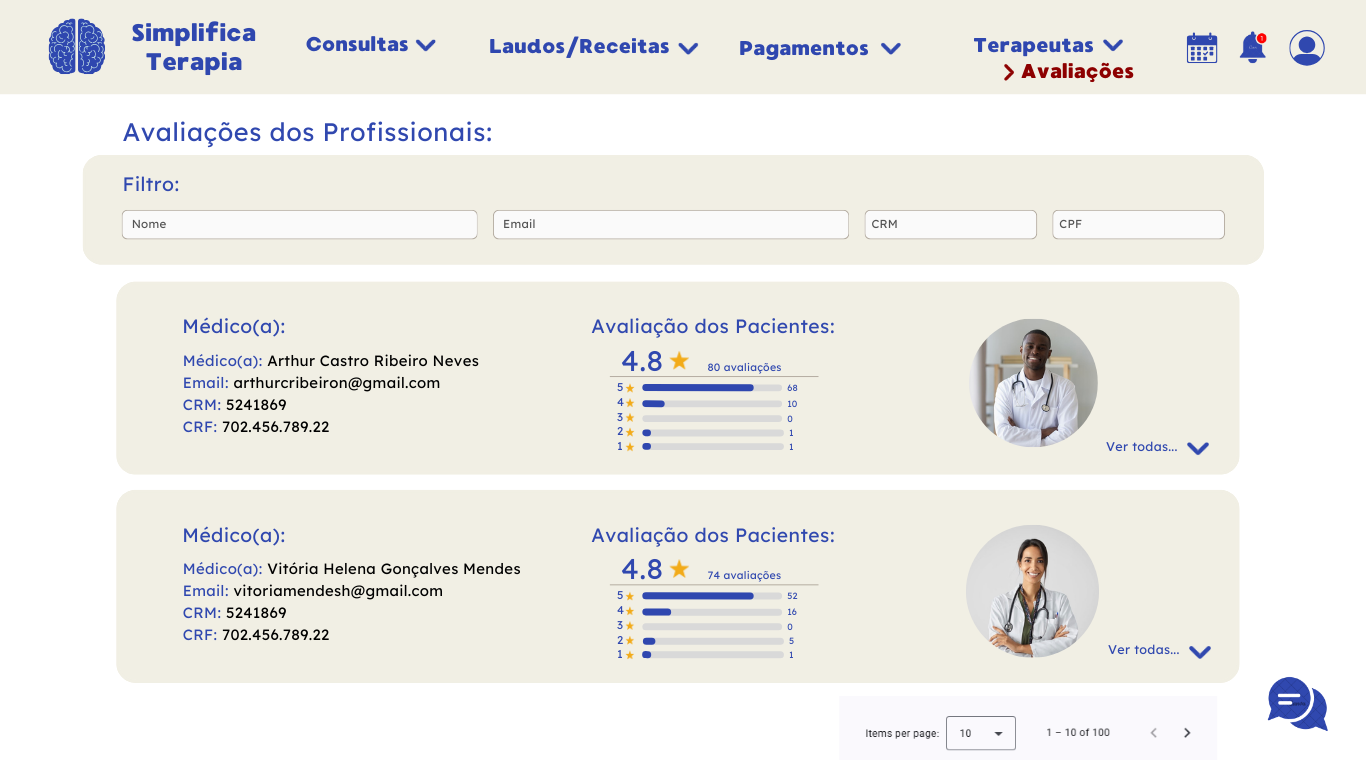 Simplifica
Terapia
Consultas
Laudos/Receitas
Pagamentos
Terapeutas
Avaliações
1
Avaliações dos Profissionais:
Filtro:
Nome
Email
CRM
CPF
Médico(a):
Médico(a): Arthur Castro Ribeiro Neves
Email: arthurcribeiron@gmail.com
CRM: 5241869
CRF: 702.456.789.22
Avaliação dos Pacientes:
4.8 80 avaliações
5 68
4 10
3 0
2 1
1 1
Ver todas...
Médico(a):
Médico(a): Vitória Helena Gonçalves Mendes
Email: vitoriamendesh@gmail.com
CRM: 5241869
CRF: 702.456.789.22
Avaliação dos Pacientes:
4.8 74 avaliações
5 52
4 16
3 0
2 5
1 1
Ver todas...
Items per page: 10 1 – 10 of 100